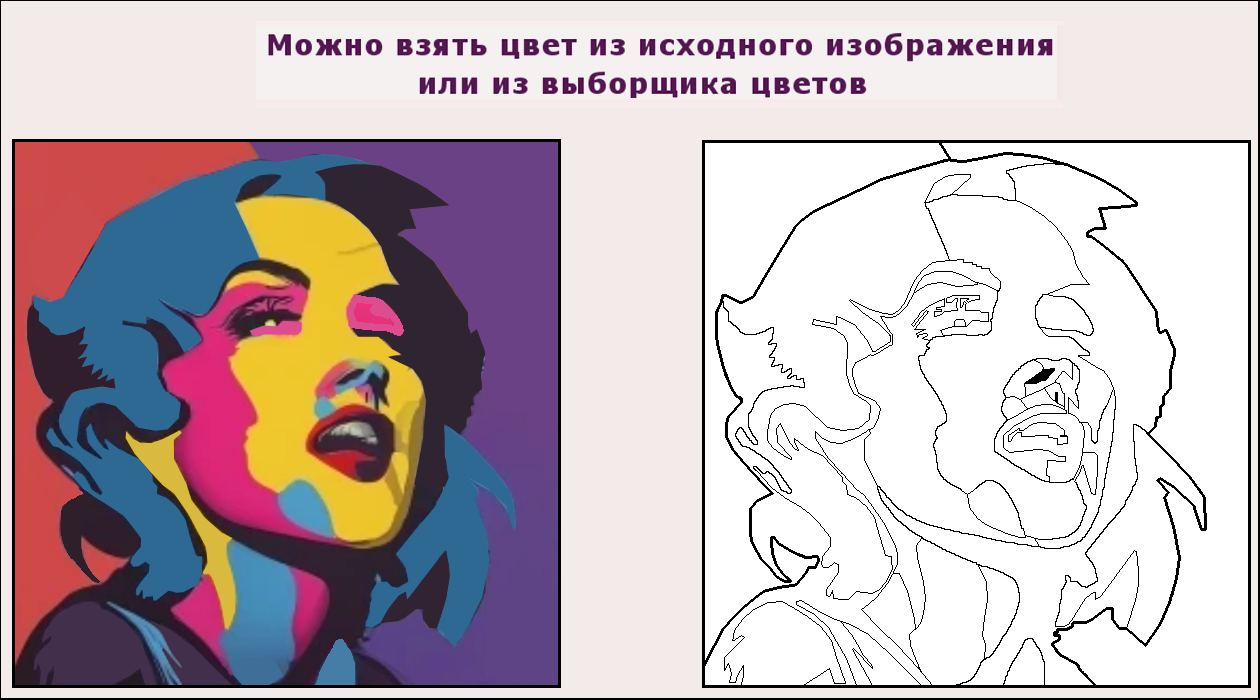 Можно взять цвет из исходного изображения
или из выборщика цветов